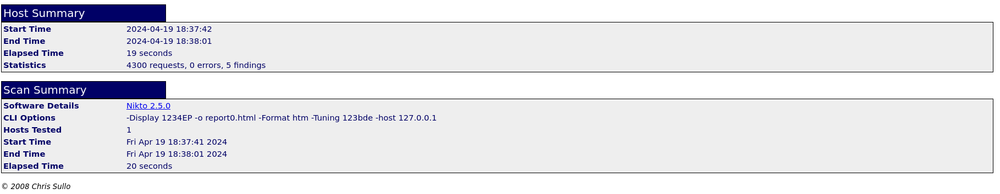 Host Summary
Start Time 2024-04-19 18:37:42
End Time 2024-04-19 18:38:01
Elapsed Time 19 seconds
Statistics 4300 requests, 0 errors, 5 findings
Scan Summary
Software Details Nikto 2.5.0
CLI Options -Display 1234EP -o report0.html -Format htm -Tuning 123bde -host 127.0.0.1
Hosts Tested 1
Start Time Fri Apr 19 18:37:41 2024
End Time Fri Apr 19 18:38:01 2024
Elapsed Time 20 seconds
© 2008 Chris Sullo